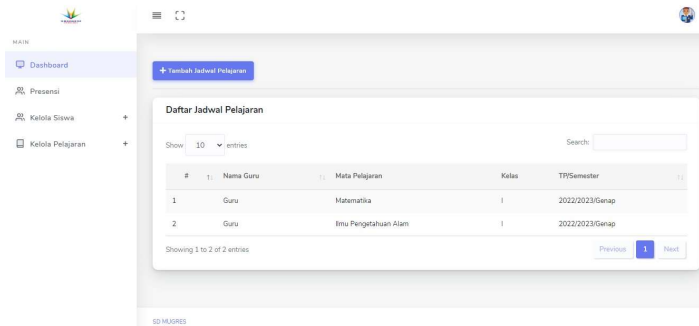 MAIN
Dashboard
Presensi
Kelola Siswa +
Kelola Pelajaran +
+ Tambah Jadwal Pelajaran
Daftar Jadwal Pelajaran
Show 10 entries
Search:
# Nama Guru Mata Pelajaran Kelas TP/Semester
1 Guru Matematika I 2022/2023/Genap
2 Guru Ilmu Pengetahuan Alam I 2022/2023/Genap
Showing 1 to 2 of 2 entries
Previous 1 Next
SD MUGRES